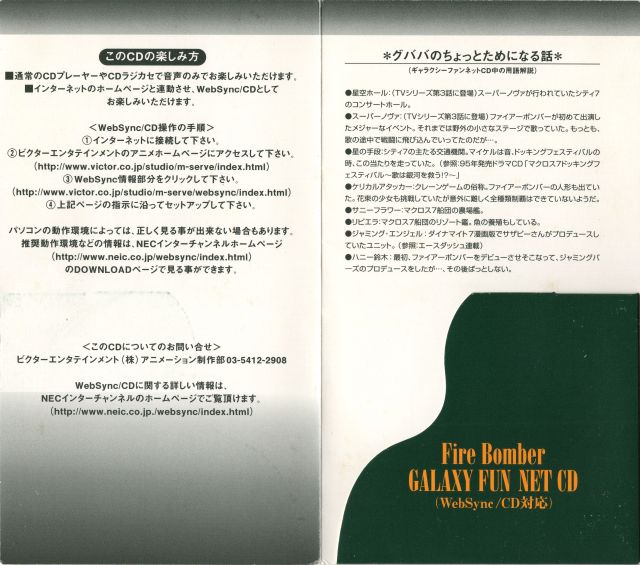 このCDの楽しみ方
■通常のCDプレーヤーやCDラジカセで音声のみでお楽しみいただけます。
■インターネットのホームページと連動させ、WebSync/CDとして
お楽しみいただけます。
＜WebSync/CD操作の手順＞
①インターネットに接続して下さい。
②ビクターエンタテインメントのアニメホームページにアクセスして下さい。
(http://www.victor.co.jp/studio/m-serve/index.html)
③WebSync情報部分をクリックして下さい。
(http://www.victor.co.jp/studio/m-serve/websync/index.html)
④上記ページの指示に沿ってセットアップして下さい。
パソコンの動作環境によっては、正しく見る事が出来ない場合もあります。
推奨動作環境などの情報は、NECインターチャンネルホームページ
(http://www.neic.co.jp/websync/index.html)
のDOWNLOADページで見る事ができます。
＜このCDについてのお問い合せ＞
ビクターエンタテインメント(株)アニメーション制作部03-5412-2908
WebSync/CDに関する詳しい情報は、
NECインターチャンネルのホームページでご覧頂けます。
(http://www.neic.co.jp./websync/index.html)
＊グババのちょっとためになる話＊
(ギャラクシーファンネットCD中の用語解説)
●星空ホール：(TVシリーズ第3話に登場)スーパーノヴァが行われていたシティ7
のコンサートホール。
●スーパーノヴァ：(TVシリーズ第3話に登場)ファイアーボンバーが初めて出演し
たメジャーなイベント。それまでは野外の小さなステージで歌っていた。もっとも、
歌の途中で戦闘に飛び込んでいってたのだが…。
●星の手段：シティ7の主たる交通機関。マイケルは音、ドッキングフェスティバルの
時、この当たりを走っていた。(参照：95年発売ドラマCD「マクロス7ドッキングフ
ェスティバル〜歌は銀河を救う!?〜」
●ケリカルアタッカー：クレーンゲームの俗称。ファイアーボンバーの人形も出てい
た。花束の少女も挑戦していたが意外に難しく全種類制覇はできていないようだ。
●サニーフラワー：マクロス7船団の農場艦。
●リビエラ：マクロス7船団のリゾート艦。魚の養殖もしている。
●ジャミング・エンジェル：ダイナマイト7漫画版でササビーさんがプロデュースし
ていたユニット。(参照：エースダッシュ連載)
●ハニー鈴木：最初、ファイアーボンバーをデビューさせそこなって、ジャミングバ
ーズのプロデュースをしたが…、その後ぱっとしない。
Fire Bomber
GALAXY FUN NET CD
(WebSync/CD対応)